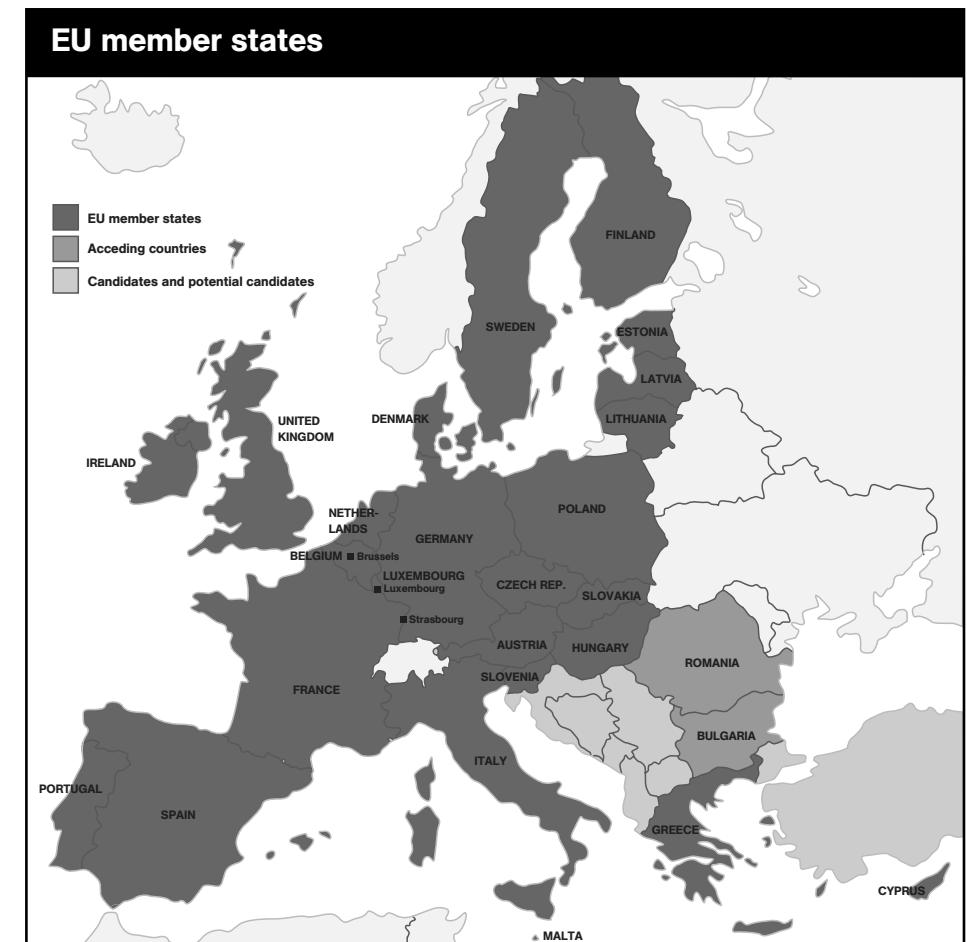 EU member states
EU member states
Acceding countries
Candidates and potential candidates
FINLAND
SWEDEN
ESTONIA
LATVIA
LITHUANIA
DENMARK
UNITED
KINGDOM
IRELAND
NETHER-
LANDS
POLAND
GERMANY
BELGIUM
Brussels
LUXEMBOURG
Luxembourg
CZECH REP.
SLOVAKIA
Strasbourg
AUSTRIA
HUNGARY
ROMANIA
SLOVENIA
FRANCE
BULGARIA
ITALY
PORTUGAL
SPAIN
GREECE
CYPRUS
MALTA